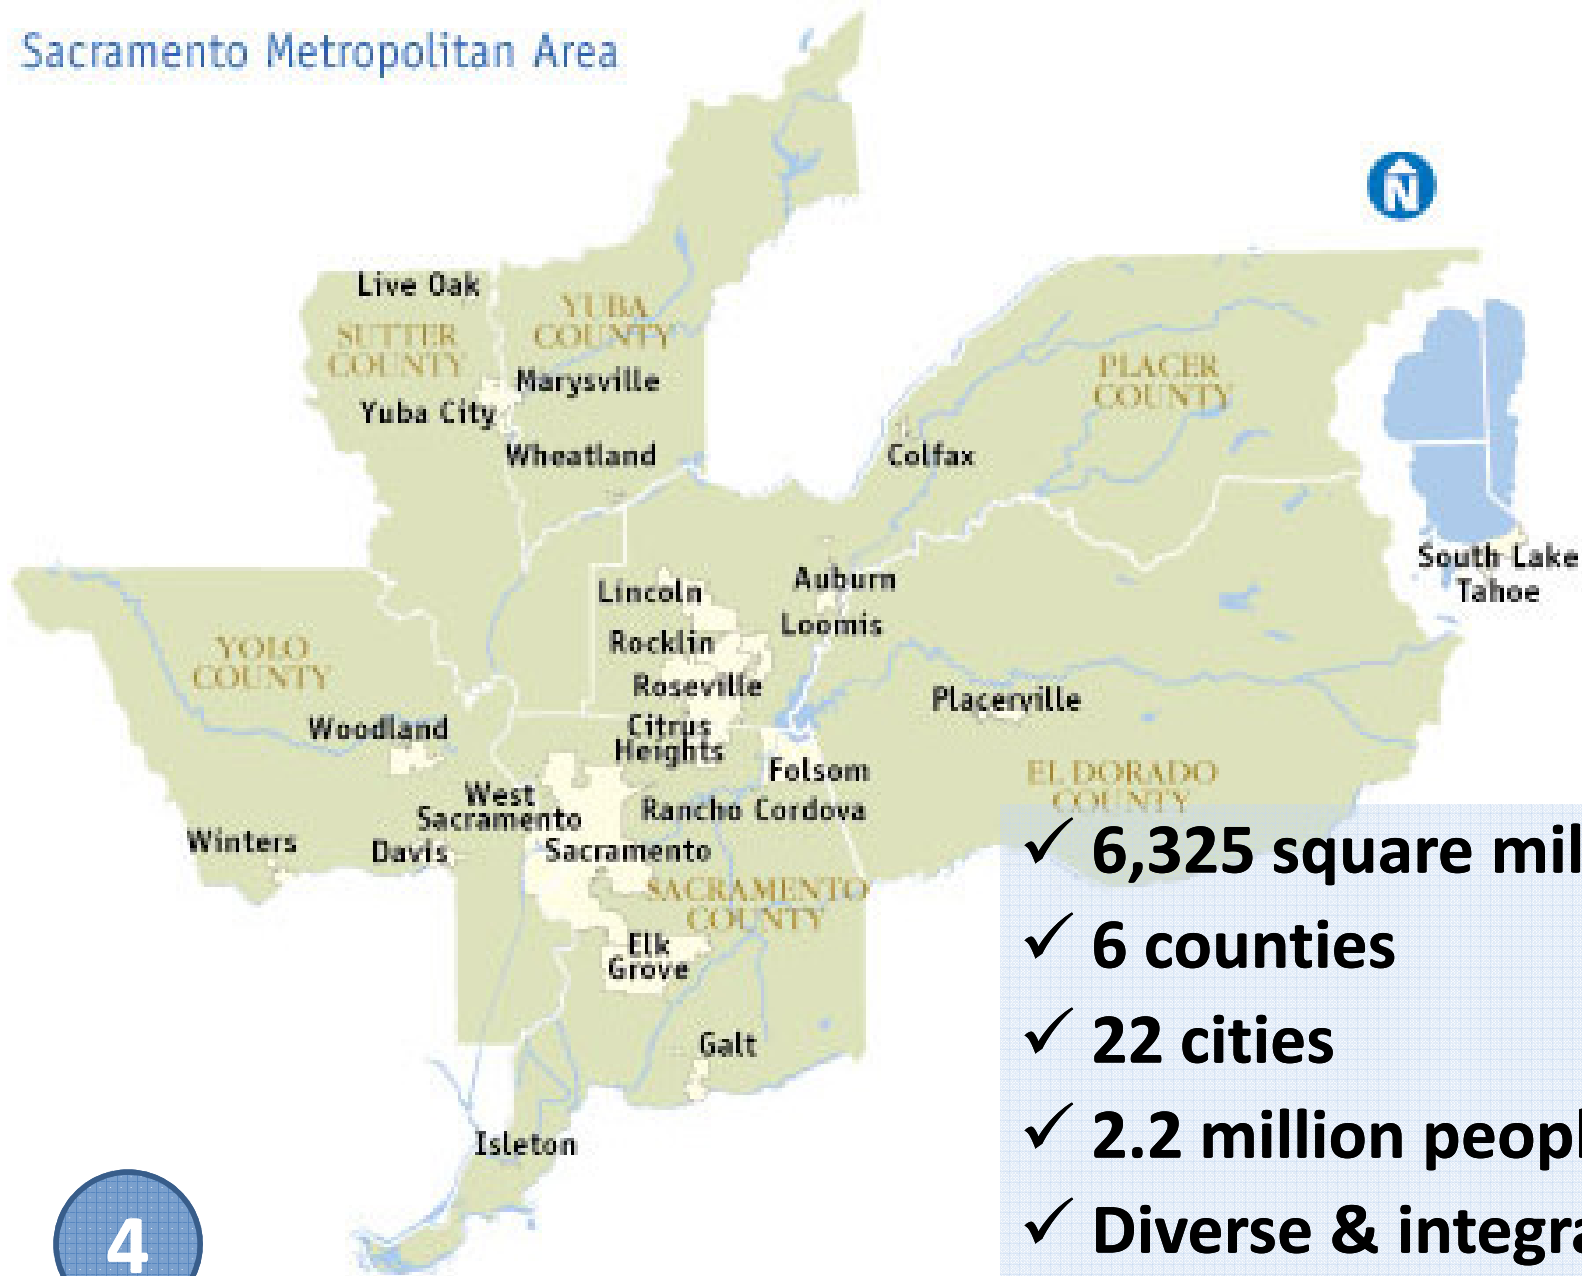 Sacramento Metropolitan Area
N
Live Oak
YUBA
COUNTY
SUTTER
COUNTY
Marysville
Yuba City
Wheatland
PLACER
COUNTY
Colfax
South Lake
Tahoe
Auburn
Lincoln
Loomis
Rocklin
YOLO
COUNTY
Roseville
Placerville
Woodland
Citrus
Heights
Folsom
EL DORADO
COUNTY
West
Sacramento
Rancho Cordova
Winters
Davis
Sacramento
SACRAMENTO
COUNTY
Elk
Grove
Galt
Isleton
✓ 6,325 square mil
✓ 6 counties
✓ 22 cities
✓ 2.2 million peopl
✓ Diverse & integra
4